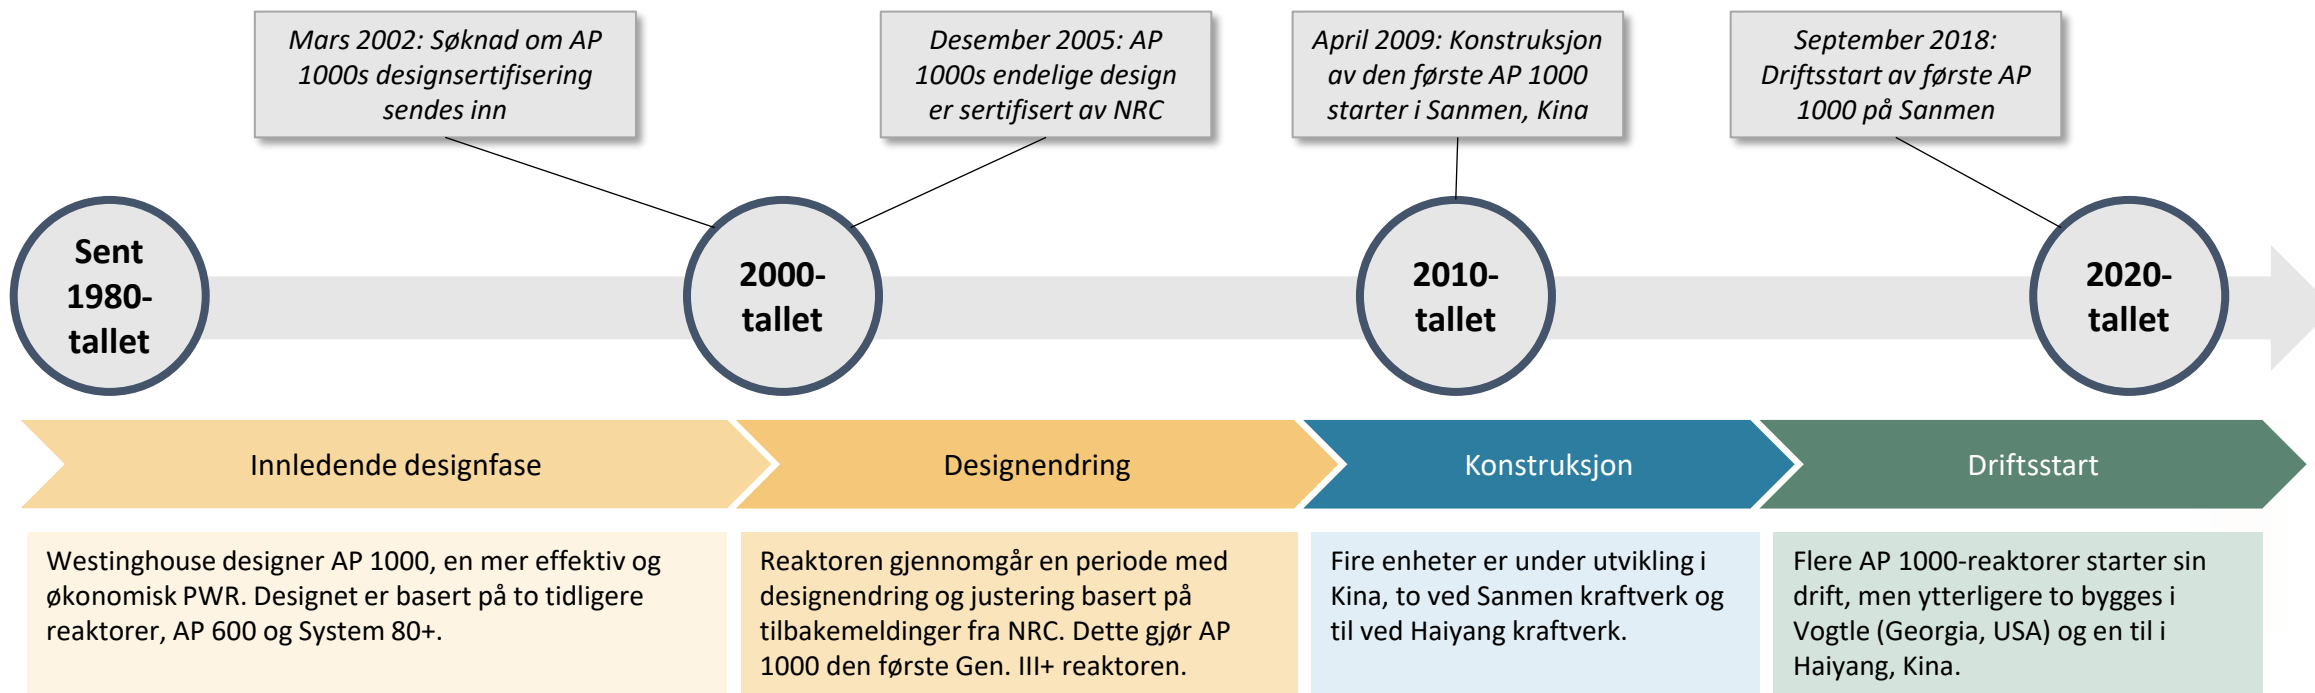 Mars 2002: Søknad om AP
1000s designsertifisering
sendes inn
Desember 2005: AP
1000s endelige design
er sertifisert av NRC
April 2009: Konstruksjon
av den første AP 1000
starter i Sanmen, Kina
September 2018:
Driftsstart av første AP
1000 på Sanmen
Sent
1980-
tallet
2000-
tallet
2010-
tallet
2020-
tallet
Innledende designfase
Designendring
Konstruksjon
Driftsstart
Westinghouse designer AP 1000, en mer effektiv og
økonomisk PWR. Designet er basert på to tidligere
reaktorer, AP 600 og System 80+.
Reaktoren gjennomgår en periode med
designendring og justering basert på
tilbakemeldinger fra NRC. Dette gjør AP
1000 den første Gen. III+ reaktoren.
Fire enheter er under utvikling i
Kina, to ved Sanmen kraftverk og
til ved Haiyang kraftverk.
Flere AP 1000-reaktorer starter sin
drift, men ytterligere to bygges i
Vogtle (Georgia, USA) og en til i
Haiyang, Kina.